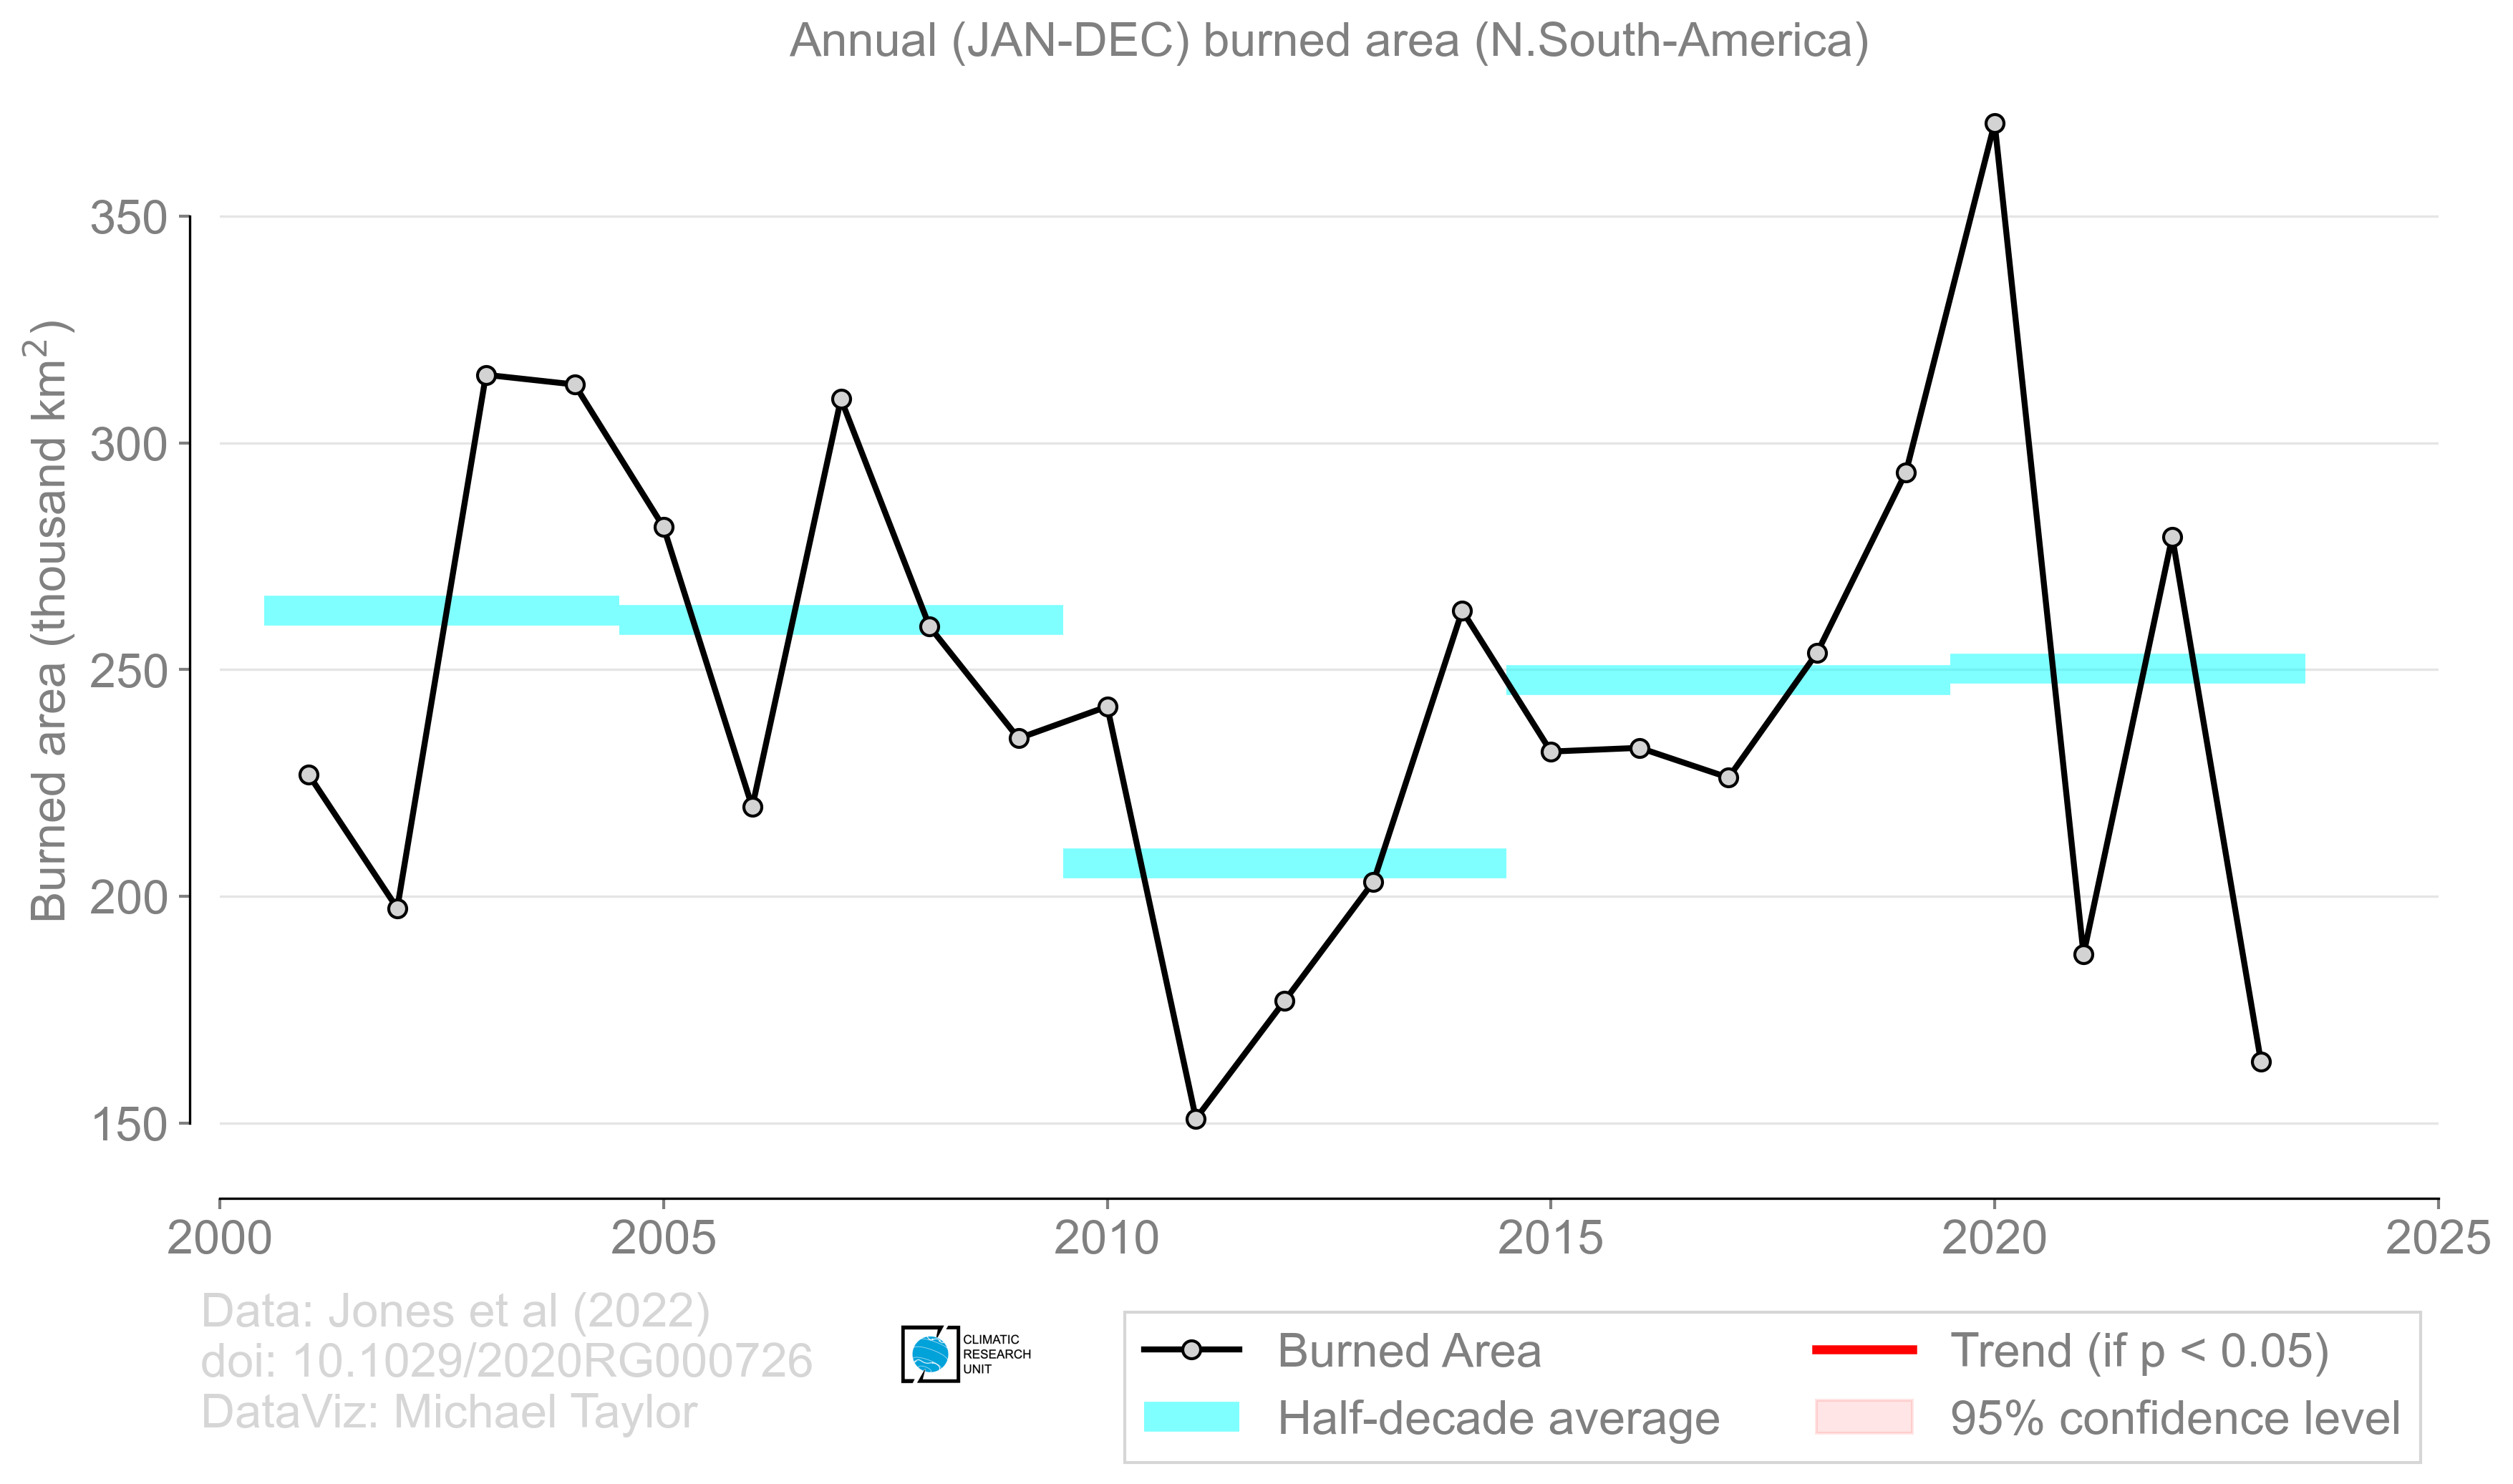 Annual (JAN-DEC) burned area (N.South-America)
Burned area (thousand km²)
350
300
250
200
150
2000 2005 2010 2015 2020 2025
Data: Jones et al (2022)
doi: 10.1029/2020RG000726
DataViz: Michael Taylor
CLIMATIC
RESEARCH
UNIT
Burned Area
Half-decade average
Trend (if p < 0.05)
95% confidence level